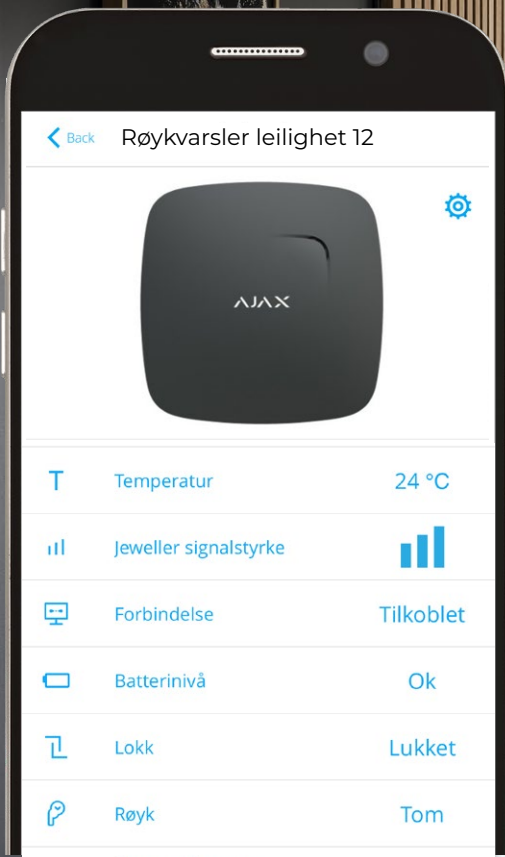 Back Røykvarsler leilighet 12
AJAX
T Temperatur 24 °C
Jeweller signalstyrke
Forbindelse Tilkoblet
Batterinivå Ok
Lokk Lukket
Røyk Tom